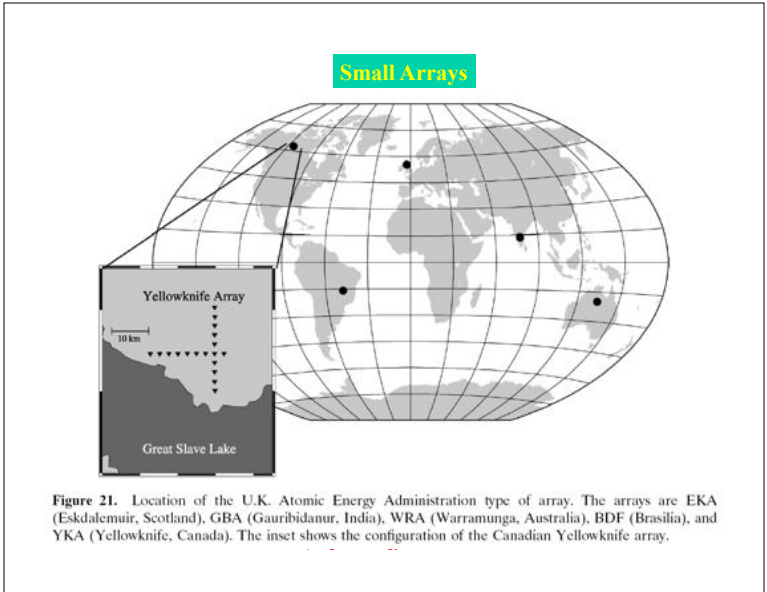 Small Arrays
Yellowknife Array
10 km
Great Slave Lake
Figure 21. Location of the U.K. Atomic Energy Administration type of array. The arrays are EKA
(Eskdalemuir, Scotland), GBA (Gauribidanur, India), WRA (Warramunga, Australia), BDF (Brasilia), and
YKA (Yellowknife, Canada). The inset shows the configuration of the Canadian Yellowknife array.